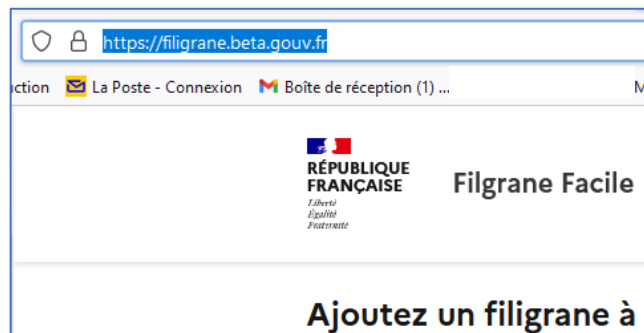 https://filigrane.beta.gouv.fr
ction La Poste - Connexion Boîte de réception (1) ... M
RÉPUBLIQUE
FRANÇAISE
Liberté
Égalité
Fraternité
Filgrane Facile
Ajoutez un filigrane à